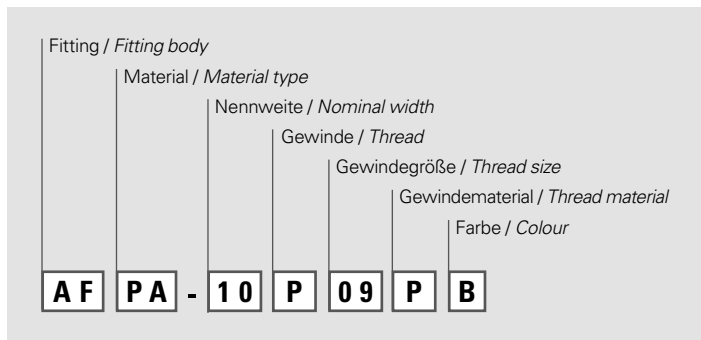 Fitting / Fitting body
Material / Material type
Nennweite / Nominal width
Gewinde / Thread
Gewindegröße / Thread size
Gewindematerial / Thread material
Farbe / Colour
AF PA - 10 P 09 P B